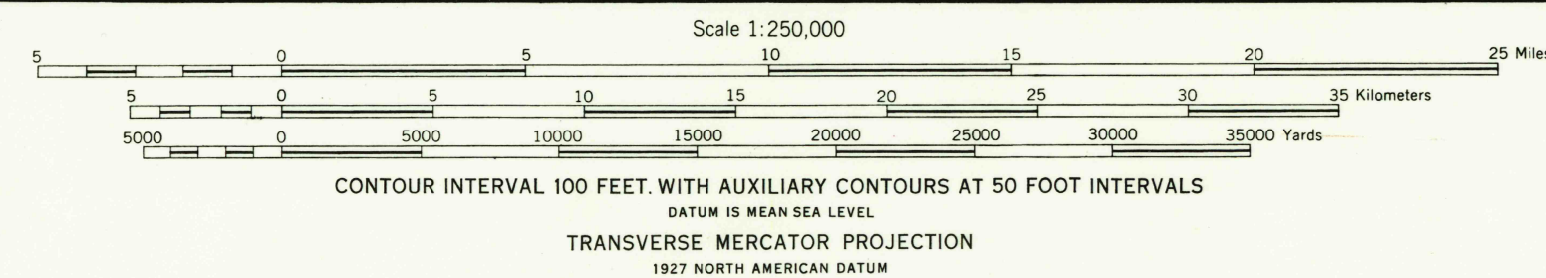 Scale 1:250,000
5 0 5 10 15 20 25 Miles
5 0 5 10 15 20 25 30 35 Kilometers
5000 0 5000 10000 15000 20000 25000 30000 35000 Yards
CONTOUR INTERVAL 100 FEET. WITH AUXILIARY CONTOURS AT 50 FOOT INTERVALS
DATUM IS MEAN SEA LEVEL
TRANSVERSE MERCATOR PROJECTION
1927 NORTH AMERICAN DATUM